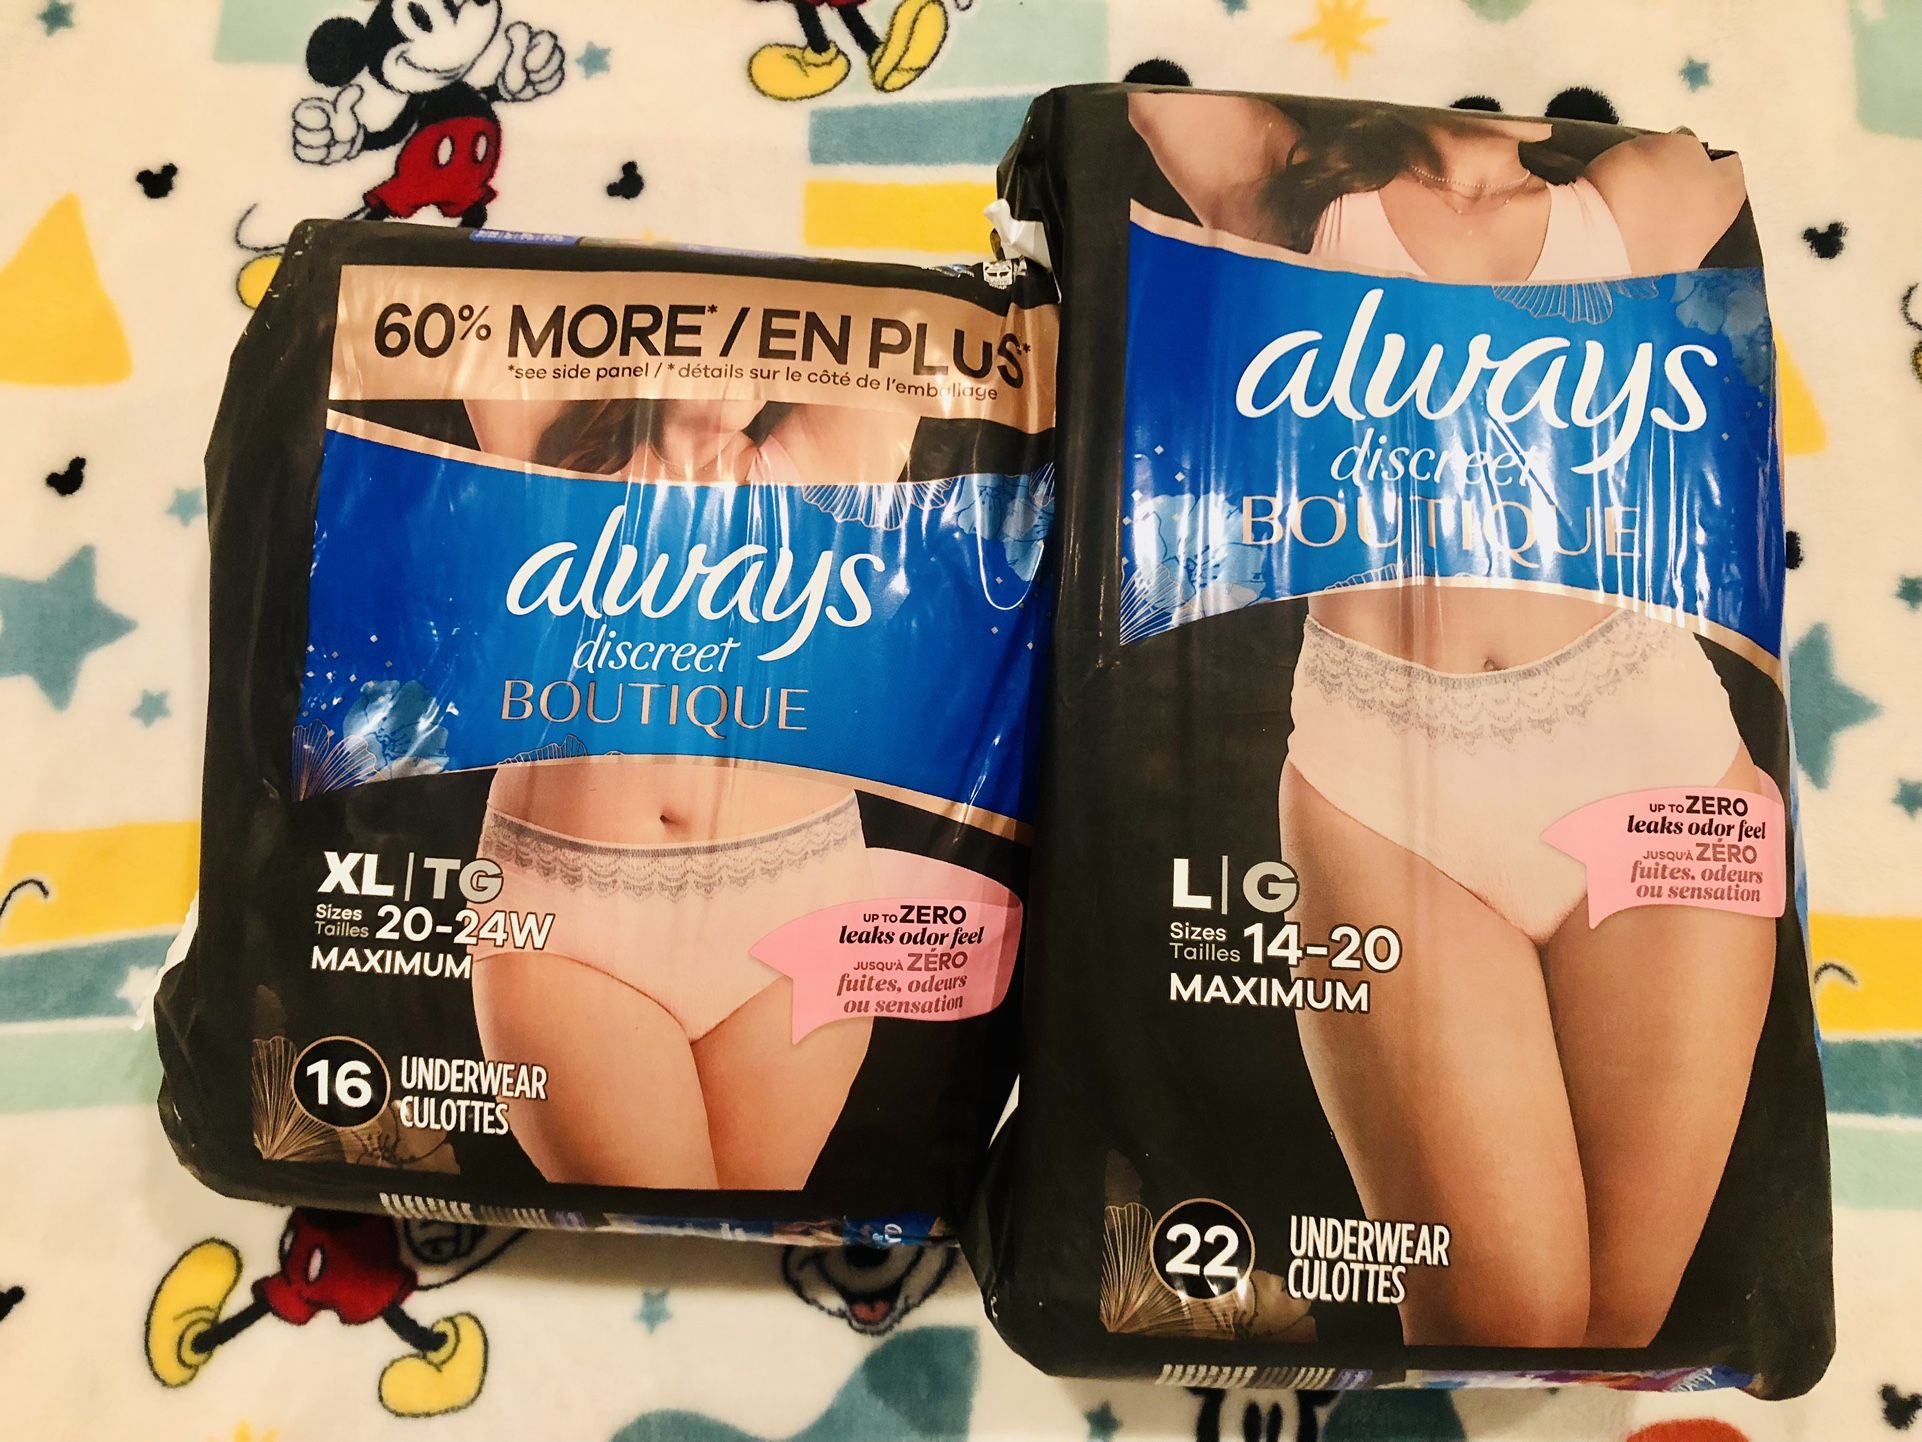 60% MORE* / EN PLUS*
*see side panel / *détails sur le côté de l'emballage
always
discreet
BOUTIQUE
XL | TG
Sizes
Tailles 20-24W
MAXIMUM
UP TO ZERO
leaks odor feel
JUSQU'À ZÉRO
fuites, odeurs
ou sensation
16 UNDERWEAR
CULOTTES
always
discreet
BOUTIQUE
UP TO ZERO
leaks odor feel
JUSQU'À ZÉRO
fuites, odeurs
ou sensation
L | G
Sizes
Tailles 14-20
MAXIMUM
22 UNDERWEAR
CULOTTES